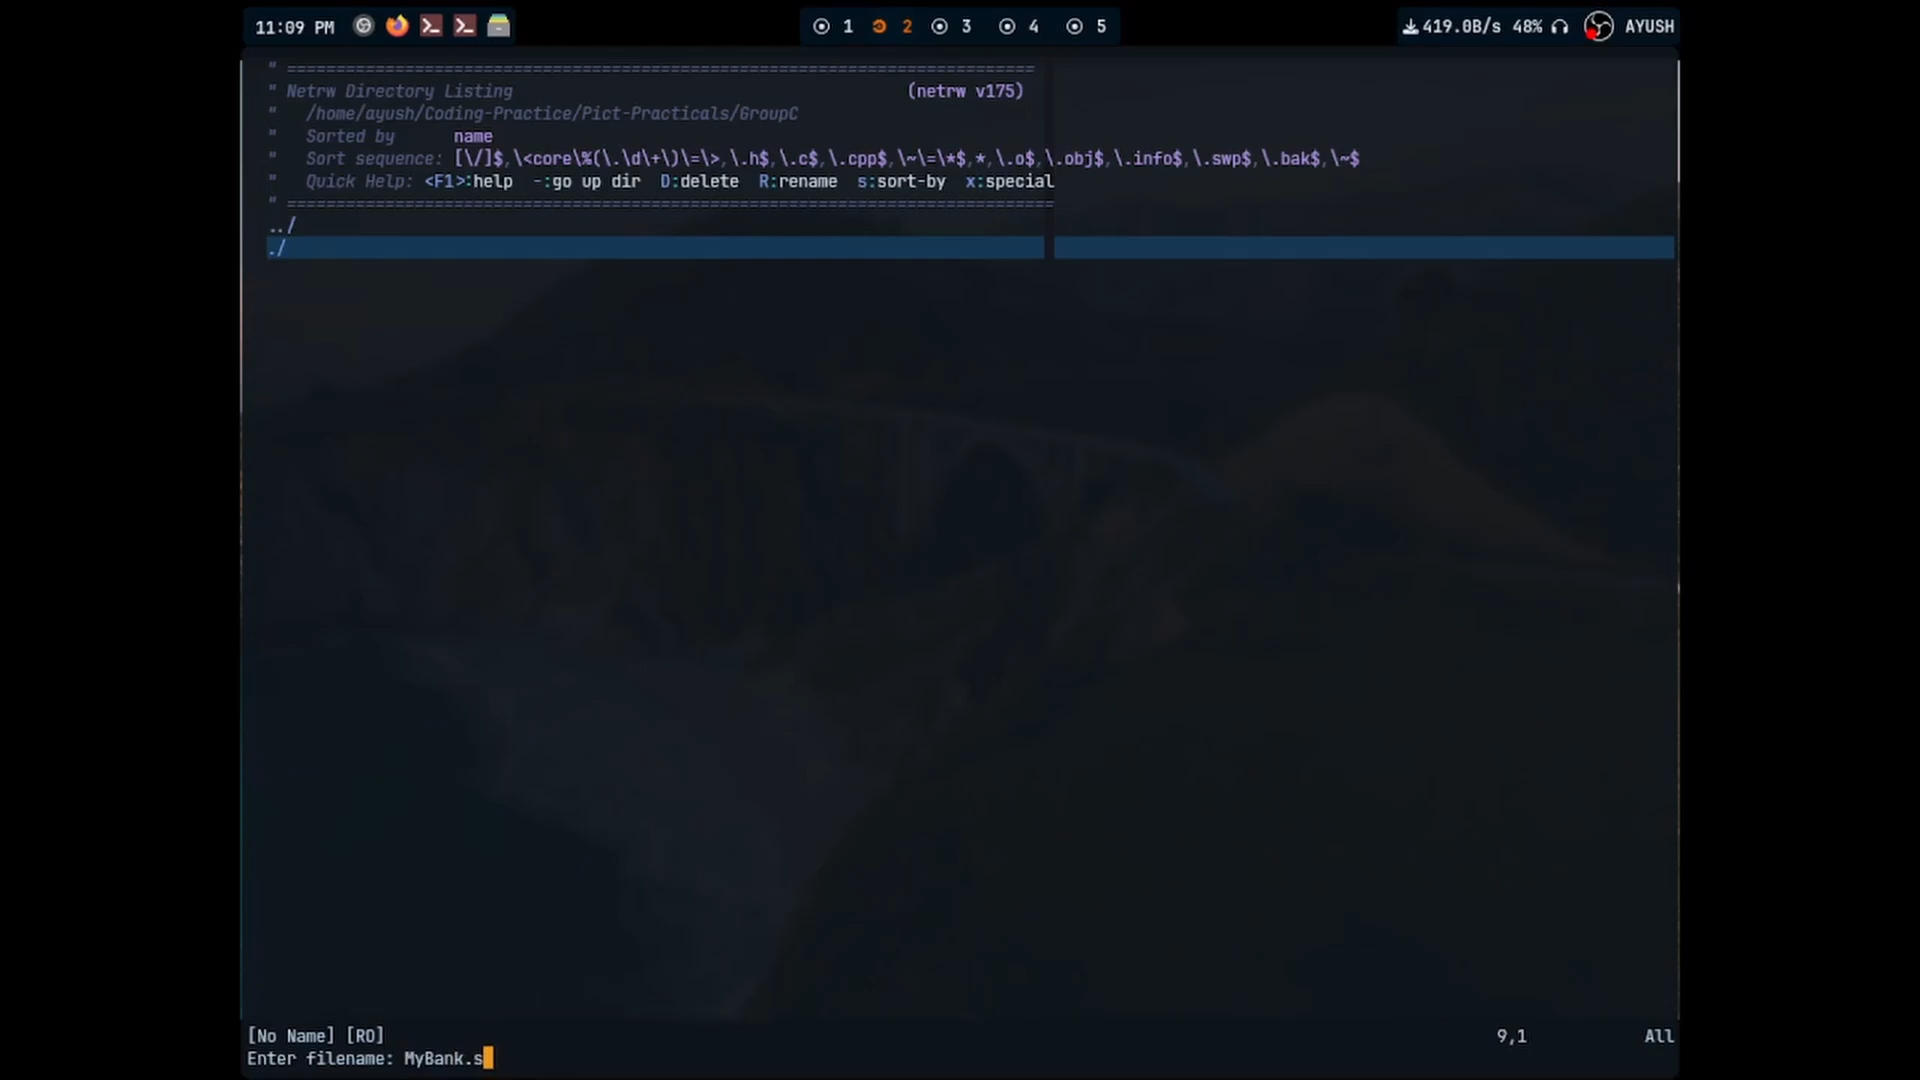 11:09 PM 1 2 3 4 5 419.0B/s 48% AYUSH
" ============================================================================
" Netrw Directory Listing (netrw v175)
" /home/ayush/Coding-Practice/Pict-Practicals/GroupC
" Sorted by name
" Sort sequence: [\/]$,\<core\%(\.\d\+\)\=\>,\.h$,\.c$,\.cpp$,\~\=\*$,*,\.o$,\.obj$,\.info$,\.swp$,\.bak$,\~$
" Quick Help: <F1>:help -:go up dir D:delete R:rename s:sort-by x:special
" ==============================================================================
../
./
[No Name] [RO] 9,1 All
Enter filename: MyBank.s